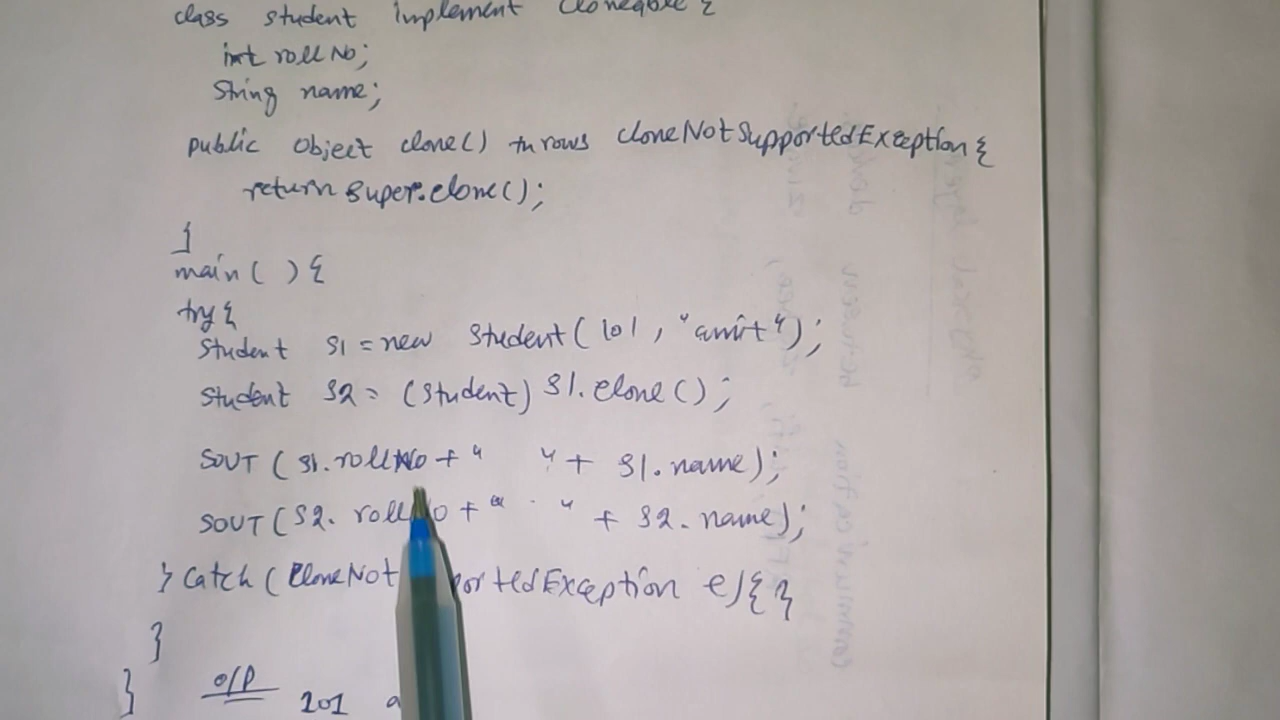 class student implement Cloneable {
int roll No;
String name;
public object clone() throws cloneNotSupportedException {
return super.clone();
}
main( ) {
try {
Student S1 = new Student( 101, "amit");
Student S2 = (Student) S1.clone();
SOUT (S1.rollNo + " " + S1.name);
SOUT (S2.rollNo + " " + S2.name);
} catch (CloneNot portedException e) { }
}
} O/P
101 a